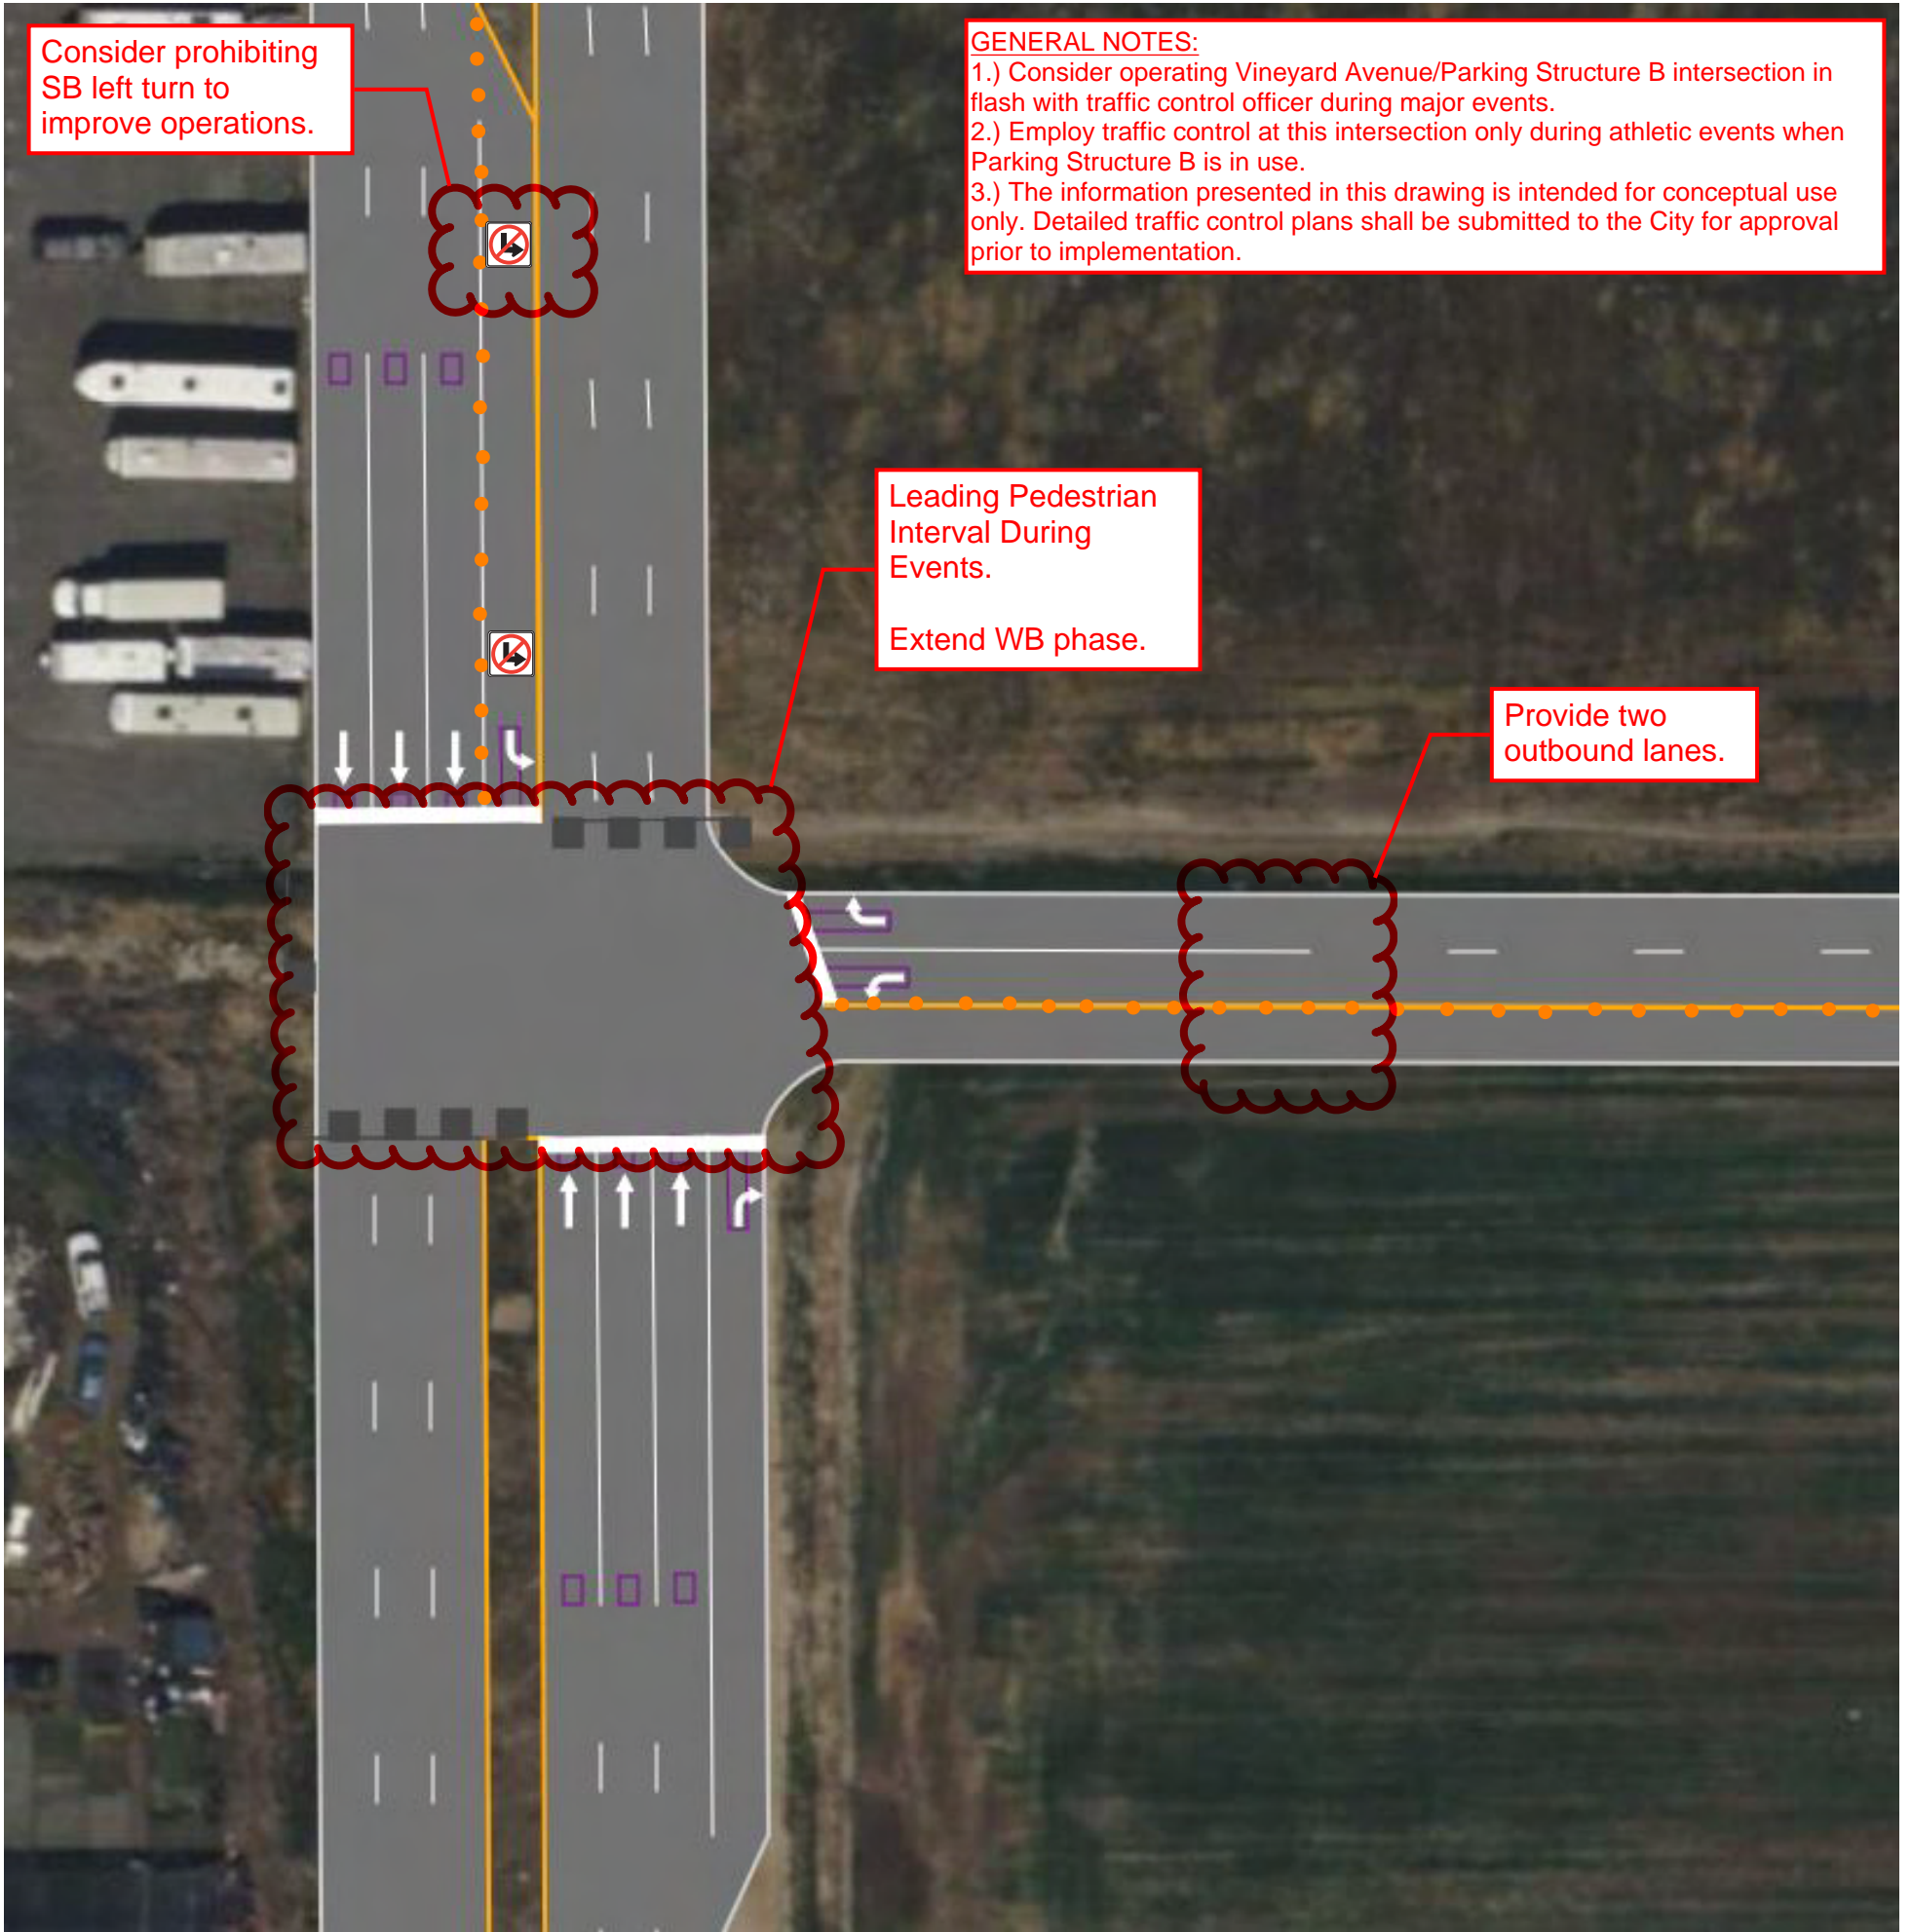 Consider prohibiting
SB left turn to
improve operations.
GENERAL NOTES:
1.) Consider operating Vineyard Avenue/Parking Structure B intersection in
flash with traffic control officer during major events.
2.) Employ traffic control at this intersection only during athletic events when
Parking Structure B is in use.
3.) The information presented in this drawing is intended for conceptual use
only. Detailed traffic control plans shall be submitted to the City for approval
prior to implementation.
Leading Pedestrian
Interval During
Events.
Extend WB phase.
Provide two
outbound lanes.